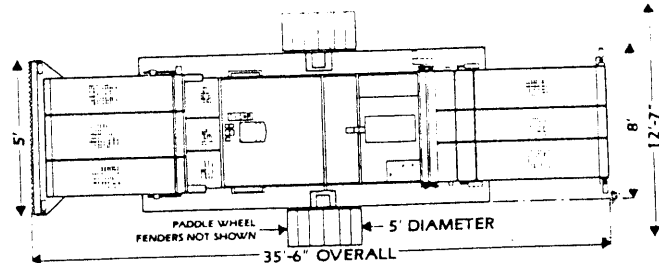 5'
8'
12'-7"
PADDLE WHEEL
FENDERS NOT SHOWN
5' DIAMETER
35'-6" OVERALL